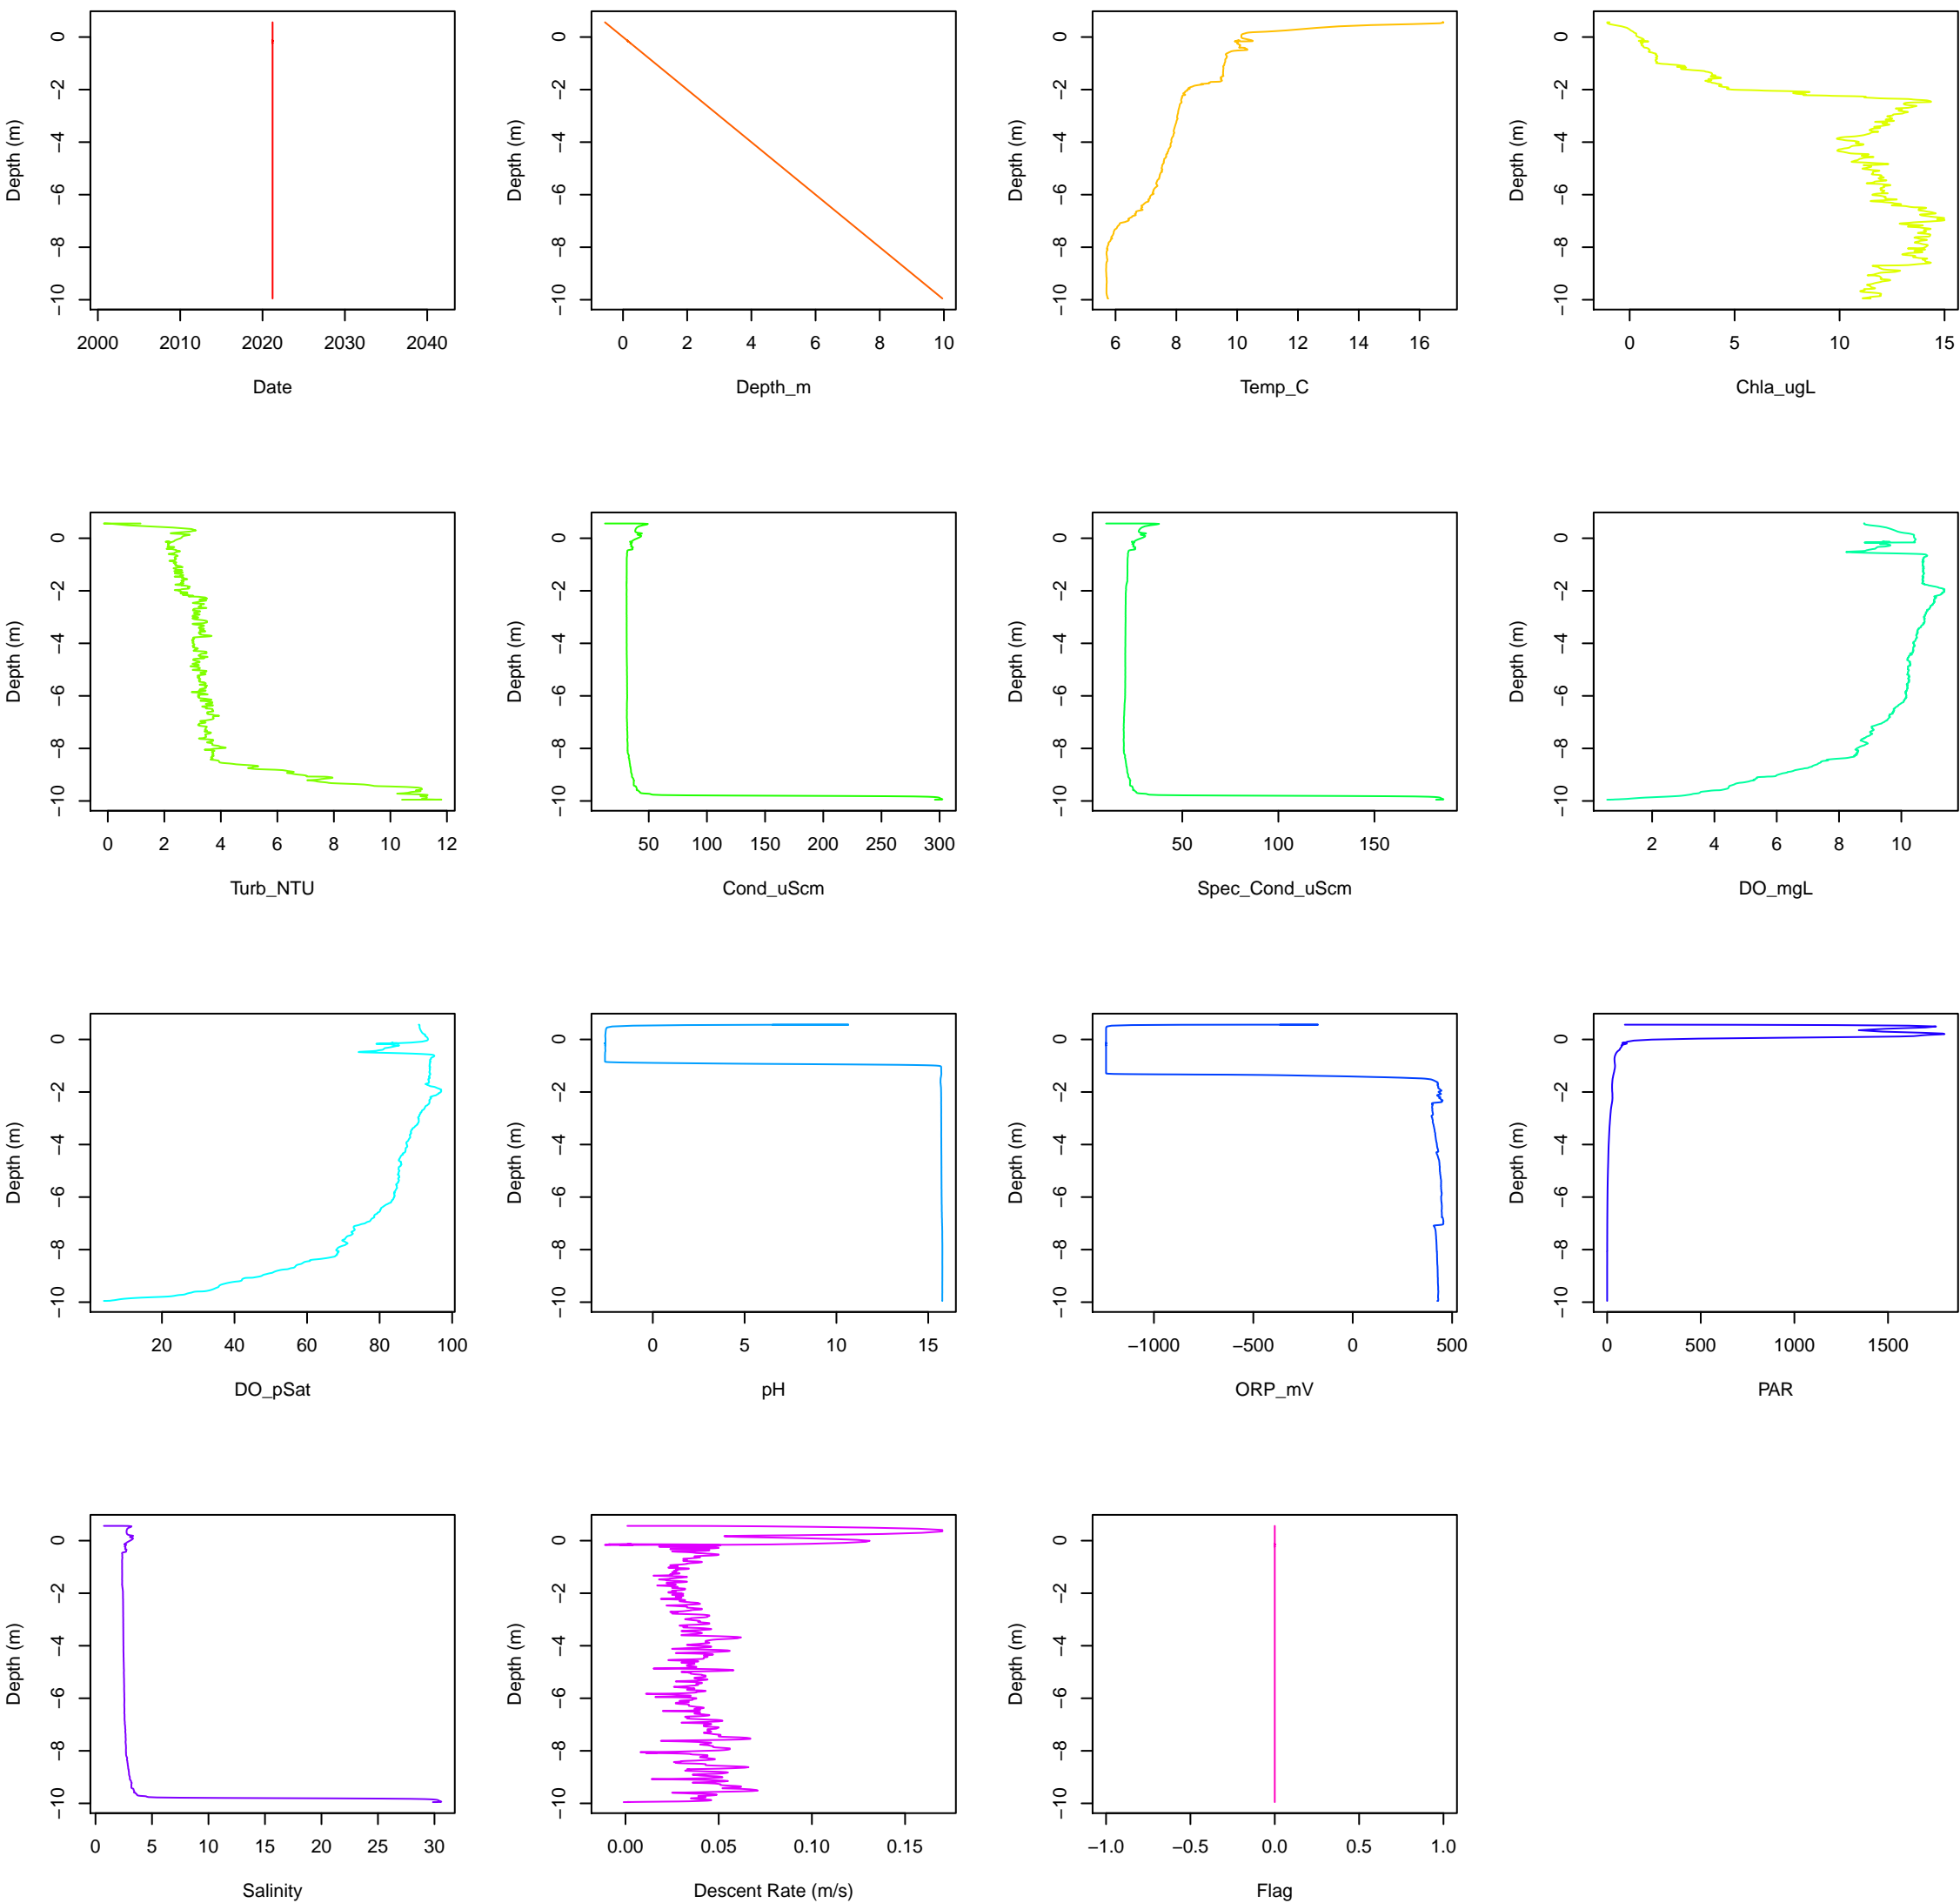 0
−2
−4
−6
−8
−10
Depth (m)
2000 2010 2020 2030 2040
Date
0
−2
−4
−6
−8
−10
Depth (m)
0 2 4 6 8 10
Depth_m
0
−2
−4
−6
−8
−10
Depth (m)
6 8 10 12 14 16
Temp_C
0
−2
−4
−6
−8
−10
Depth (m)
0 5 10 15
Chla_ugL
0
−2
−4
−6
−8
−10
Depth (m)
0 2 4 6 8 10 12
Turb_NTU
0
−2
−4
−6
−8
−10
Depth (m)
50 100 150 200 250 300
Cond_uScm
0
−2
−4
−6
−8
−10
Depth (m)
50 100 150
Spec_Cond_uScm
0
−2
−4
−6
−8
−10
Depth (m)
2 4 6 8 10
DO_mgL
0
−2
−4
−6
−8
−10
Depth (m)
20 40 60 80 100
DO_pSat
0
−2
−4
−6
−8
−10
Depth (m)
0 5 10 15
pH
0
−2
−4
−6
−8
−10
Depth (m)
−1000 −500 0 500
ORP_mV
0
−2
−4
−6
−8
−10
Depth (m)
0 500 1000 1500
PAR
0
−2
−4
−6
−8
−10
Depth (m)
0 5 10 15 20 25 30
Salinity
0
−2
−4
−6
−8
−10
Depth (m)
0.00 0.05 0.10 0.15
Descent Rate (m/s)
0
−2
−4
−6
−8
−10
Depth (m)
−1.0 −0.5 0.0 0.5 1.0
Flag